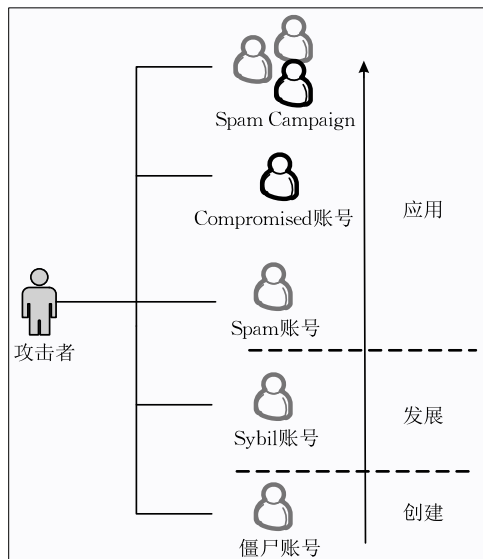 Spam Campaign
Compromised账号
应用
Spam账号
攻击者
Sybil账号
发展
僵尸账号
创建